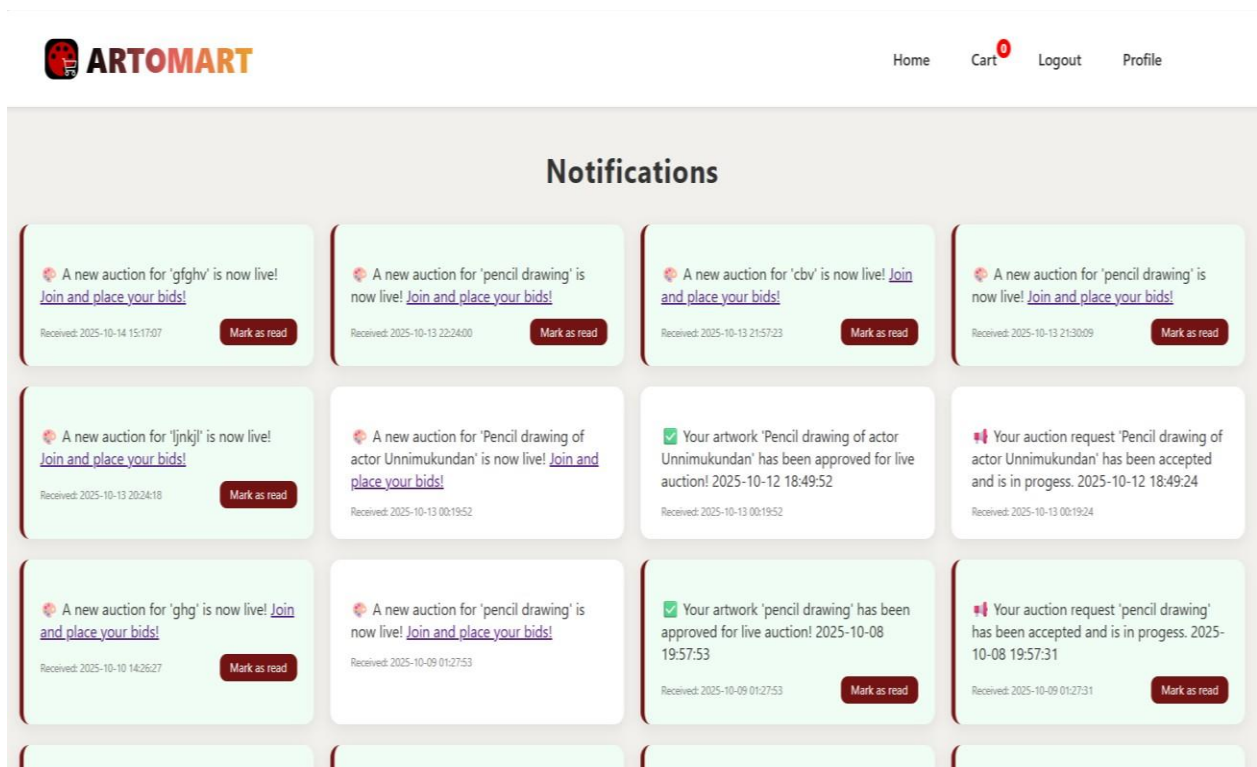 ARTOMART
Home
Cart
0
Logout
Profile
Notifications
A new auction for 'gfghv' is now live!
Join and place your bids!
Received: 2025-10-14 15:17:07
Mark as read
A new auction for 'pencil drawing' is
now live! Join and place your bids!
Received: 2025-10-13 22:24:00
Mark as read
A new auction for 'cbv' is now live! Join
and place your bids!
Received: 2025-10-13 21:57:23
Mark as read
A new auction for 'pencil drawing' is
now live! Join and place your bids!
Received: 2025-10-13 21:30:09
Mark as read
A new auction for 'ljnkjl' is now live!
Join and place your bids!
Received: 2025-10-13 20:24:18
Mark as read
A new auction for 'Pencil drawing of
actor Unnimukundan' is now live! Join and
place your bids!
Received: 2025-10-13 00:19:52
Your artwork 'Pencil drawing of actor
Unnimukundan' has been approved for live
auction! 2025-10-12 18:49:52
Received: 2025-10-13 00:19:52
Your auction request 'Pencil drawing of
actor Unnimukundan' has been accepted
and is in progess. 2025-10-12 18:49:24
Received: 2025-10-13 00:19:24
A new auction for 'ghg' is now live! Join
and place your bids!
Received: 2025-10-10 14:26:27
Mark as read
A new auction for 'pencil drawing' is
now live! Join and place your bids!
Received: 2025-10-09 01:27:53
Your artwork 'pencil drawing' has been
approved for live auction! 2025-10-08
19:57:53
Received: 2025-10-09 01:27:53
Mark as read
Your auction request 'pencil drawing'
has been accepted and is in progess. 2025-
10-08 19:57:31
Received: 2025-10-09 01:27:31
Mark as read